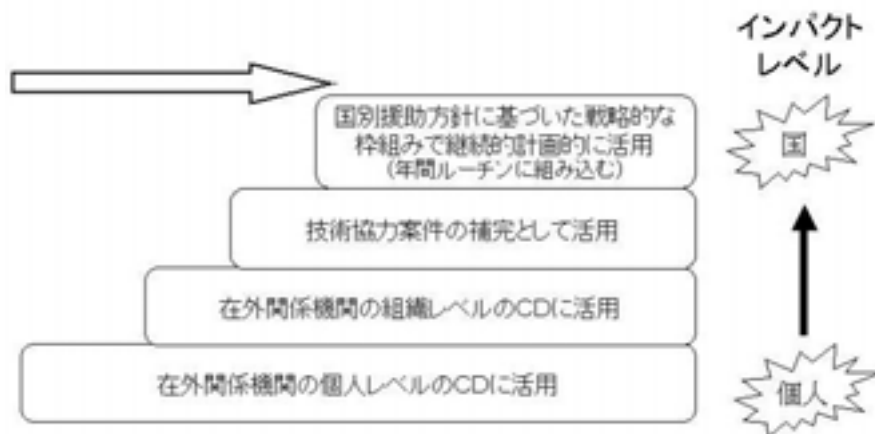 インパクト
レベル
国別援助方針に基づいた戦略的な
枠組みで継続的計画的に活用
(年間ルーチンに組み込む)
国
技術協力案件の補完として活用
在外関係機関の組織レベルのCDに活用
在外関係機関の個人レベルのCDに活用
個人